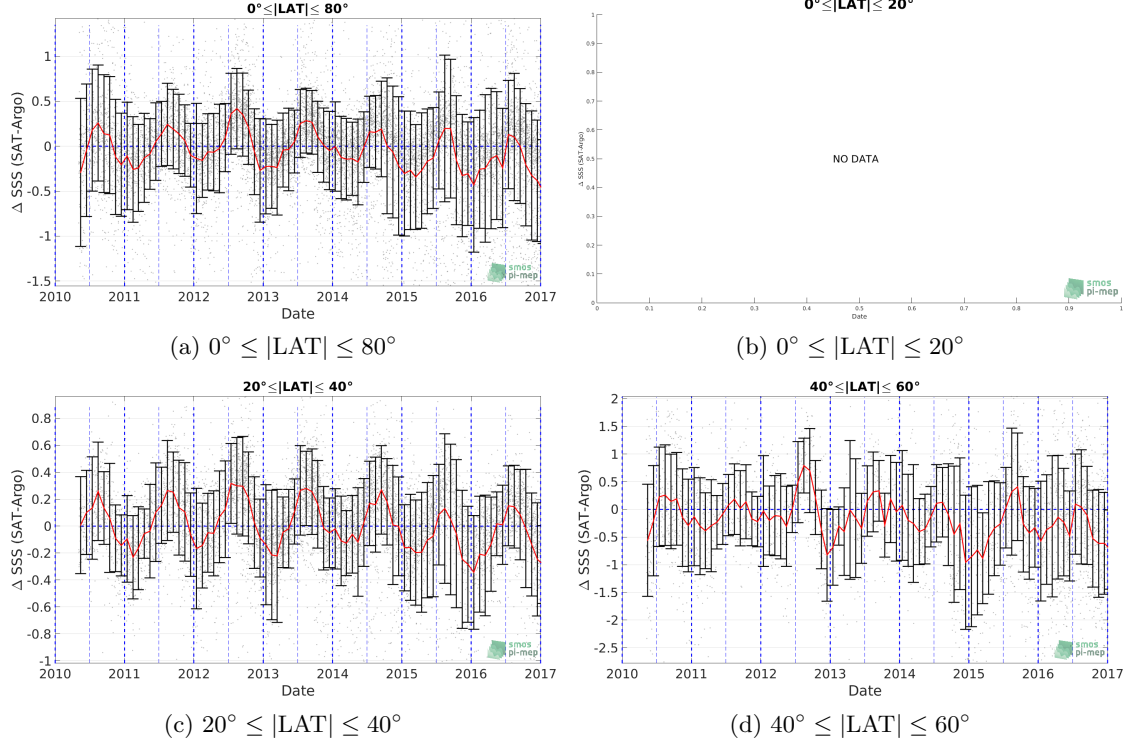 0°≤|LAT|≤ 80°
Δ SSS (SAT-Argo)
1
0.5
0
-0.5
-1
-1.5
2010 2011 2012 2013 2014 2015 2016 2017
Date
smos
pi-mep
(a) 0° ≤ |LAT| ≤ 80°
0°≤|LAT|≤ 20°
Δ SSS (SAT-Argo)
1
0.9
0.8
0.7
0.6
0.5
0.4
0.3
0.2
0.1
0
NO DATA
0 0.1 0.2 0.3 0.4 0.5 0.6 0.7 0.8 0.9 1
Date
smos
pi-mep
(b) 0° ≤ |LAT| ≤ 20°
20°≤|LAT|≤ 40°
Δ SSS (SAT-Argo)
0.8
0.6
0.4
0.2
0
-0.2
-0.4
-0.6
-0.8
-1
2010 2011 2012 2013 2014 2015 2016 2017
Date
smos
pi-mep
(c) 20° ≤ |LAT| ≤ 40°
40°≤|LAT|≤ 60°
Δ SSS (SAT-Argo)
2
1.5
1
0.5
0
-0.5
-1
-1.5
-2
-2.5
2010 2011 2012 2013 2014 2015 2016 2017
Date
smos
pi-mep
(d) 40° ≤ |LAT| ≤ 60°